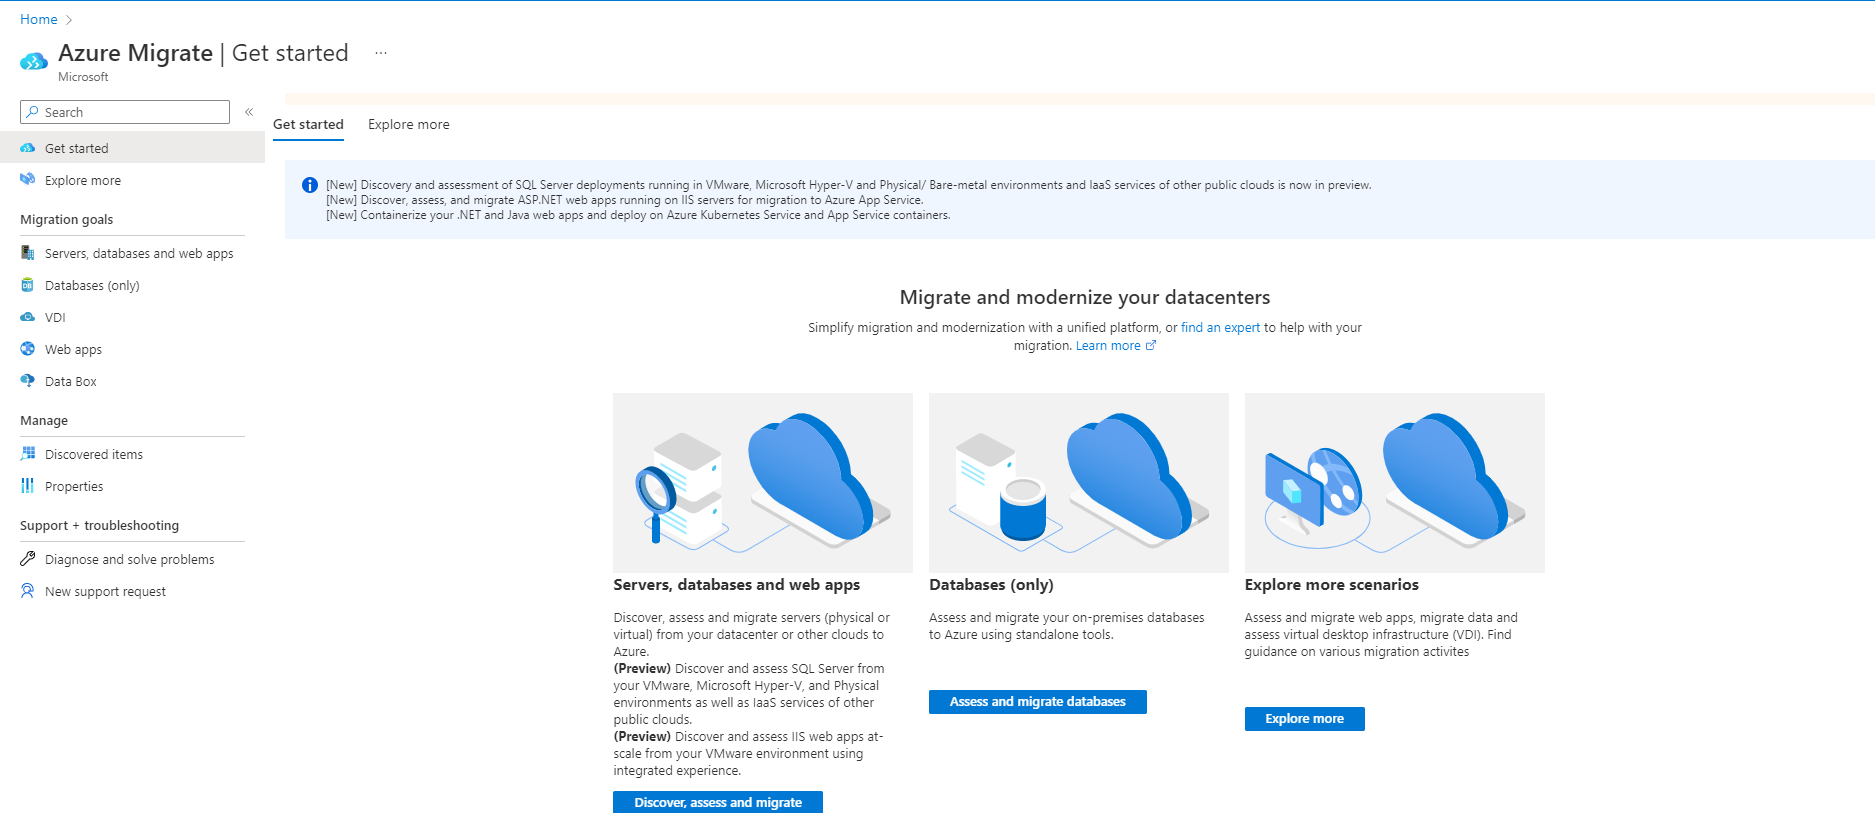 Home
Azure Migrate | Get started ...
Microsoft
Search «
Get started
Explore more
Migration goals
Servers, databases and web apps
Databases (only)
VDI
Web apps
Data Box
Manage
Discovered items
Properties
Support + troubleshooting
Diagnose and solve problems
New support request
Get started Explore more
[New] Discovery and assessment of SQL Server deployments running in VMware, Microsoft Hyper-V and Physical/ Bare-metal environments and IaaS services of other public clouds is now in preview.
[New] Discover, assess, and migrate ASP.NET web apps running on IIS servers for migration to Azure App Service.
[New] Containerize your .NET and Java web apps and deploy on Azure Kubernetes Service and App Service containers.
Migrate and modernize your datacenters
Simplify migration and modernization with a unified platform, or find an expert to help with your
migration. Learn more
Servers, databases and web apps
Discover, assess and migrate servers (physical or
virtual) from your datacenter or other clouds to
Azure.
(Preview) Discover and assess SQL Server from
your VMware, Microsoft Hyper-V, and Physical
environments as well as IaaS services of other
public clouds.
(Preview) Discover and assess IIS web apps at-
scale from your VMware environment using
integrated experience.
Discover, assess and migrate
DB
Databases (only)
Assess and migrate your on-premises databases
to Azure using standalone tools.
Assess and migrate databases
Explore more scenarios
Assess and migrate web apps, migrate data and
assess virtual desktop infrastructure (VDI). Find
guidance on various migration activites
Explore more